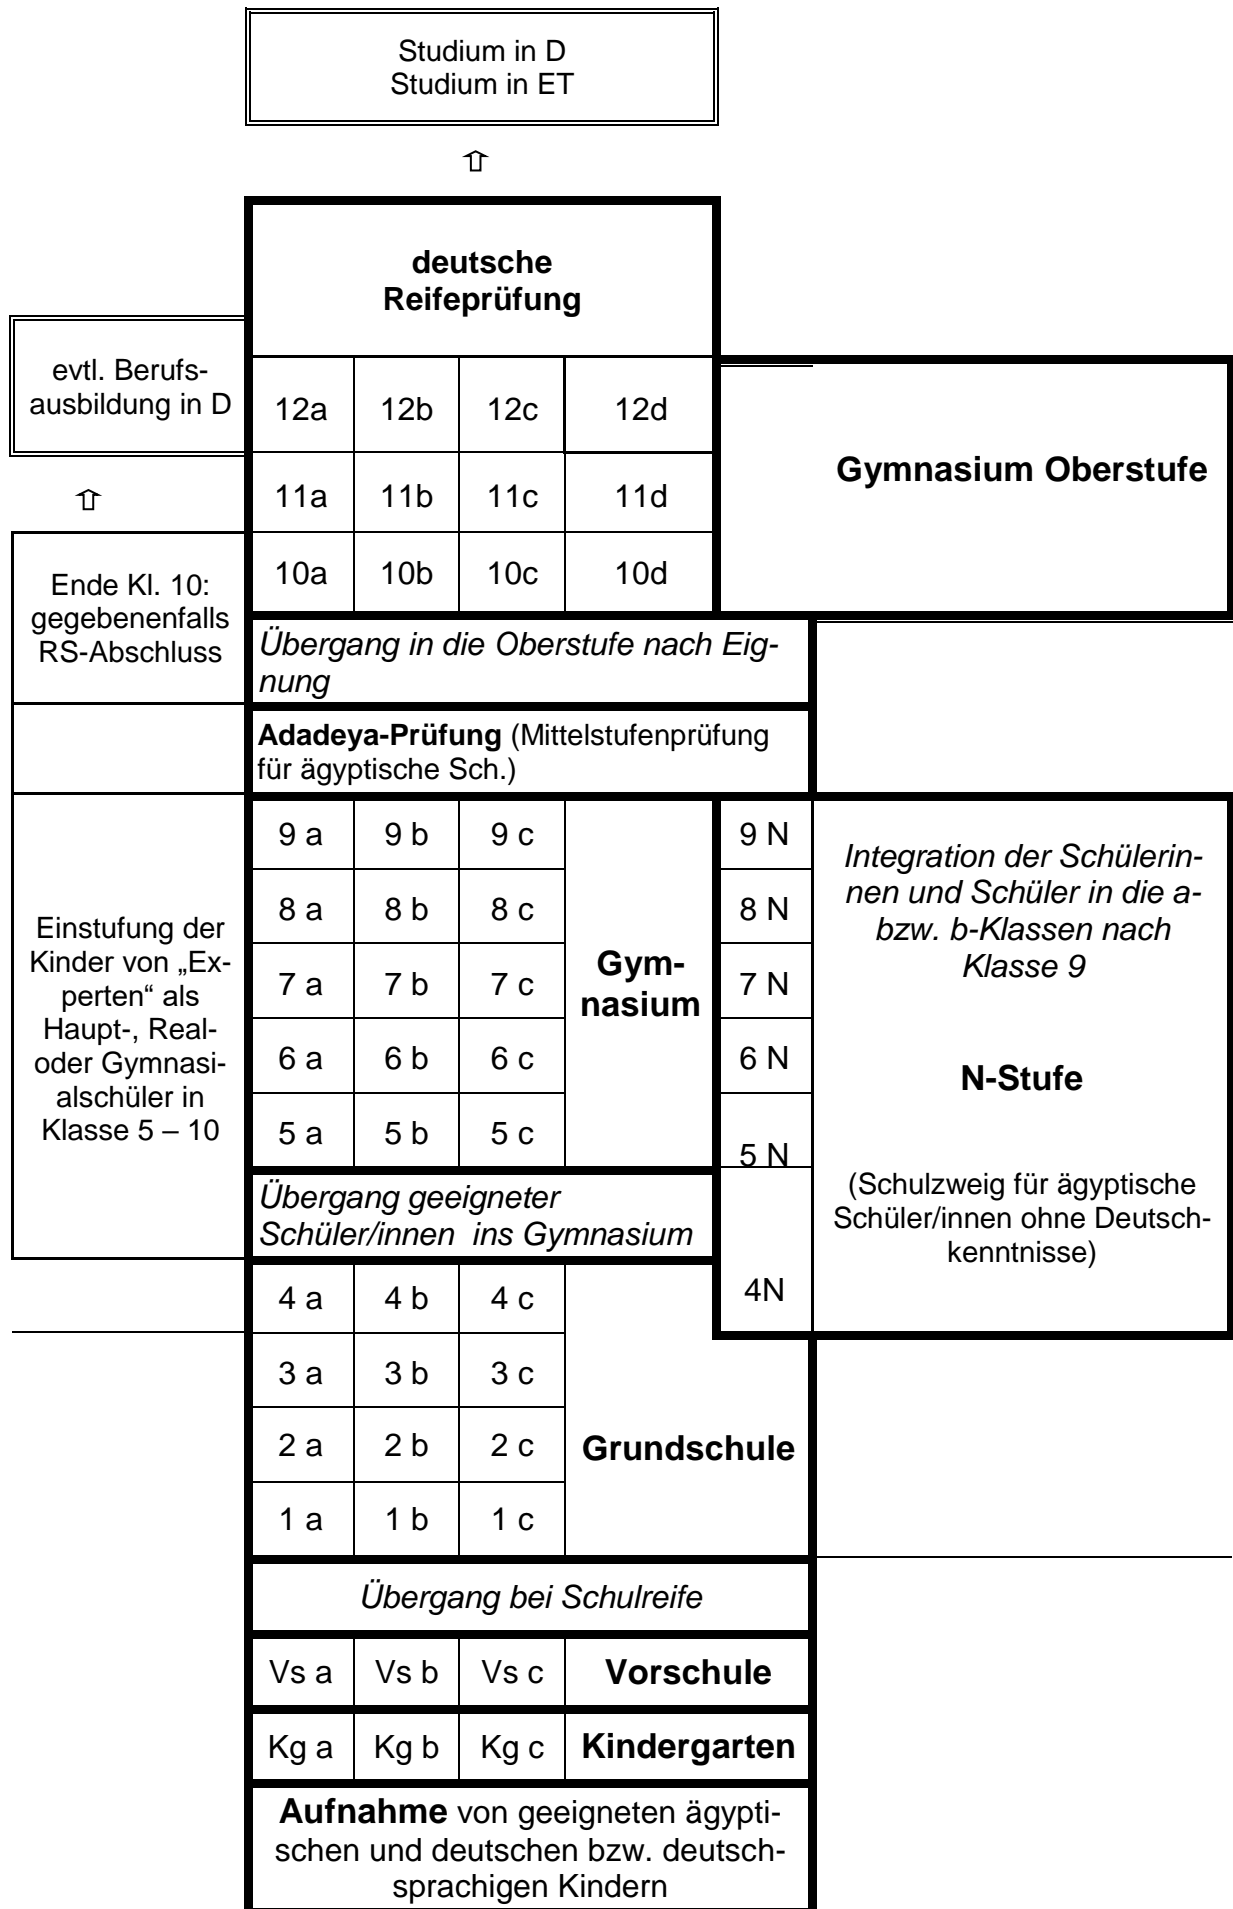 Studium in D
Studium in ET
⇧
deutsche
Reifeprüfung
evtl. Berufs-
ausbildung in D
12a 12b 12c 12d
Gymnasium Oberstufe
⇧
11a 11b 11c 11d
10a 10b 10c 10d
Ende Kl. 10:
gegebenenfalls
RS-Abschluss
Übergang in die Oberstufe nach Eig-
nung
Adadeya-Prüfung (Mittelstufenprüfung
für ägyptische Sch.)
Einstufung der
Kinder von „Ex-
perten“ als
Haupt-, Real-
oder Gymnasi-
alschüler in
Klasse 5 – 10
9 a 9 b 9 c
8 a 8 b 8 c
7 a 7 b 7 c
6 a 6 b 6 c
5 a 5 b 5 c
Gym-
nasium
9 N
8 N
7 N
6 N
5 N
4N
Integration der Schülerin-
nen und Schüler in die a-
bzw. b-Klassen nach
Klasse 9
N-Stufe
(Schulzweig für ägyptische
Schüler/innen ohne Deutsch-
kenntnisse)
Übergang geeigneter
Schüler/innen ins Gymnasium
4 a 4 b 4 c
3 a 3 b 3 c
2 a 2 b 2 c
1 a 1 b 1 c
Grundschule
Übergang bei Schulreife
Vs a Vs b Vs c Vorschule
Kg a Kg b Kg c Kindergarten
Aufnahme von geeigneten ägypti-
schen und deutschen bzw. deutsch-
sprachigen Kindern